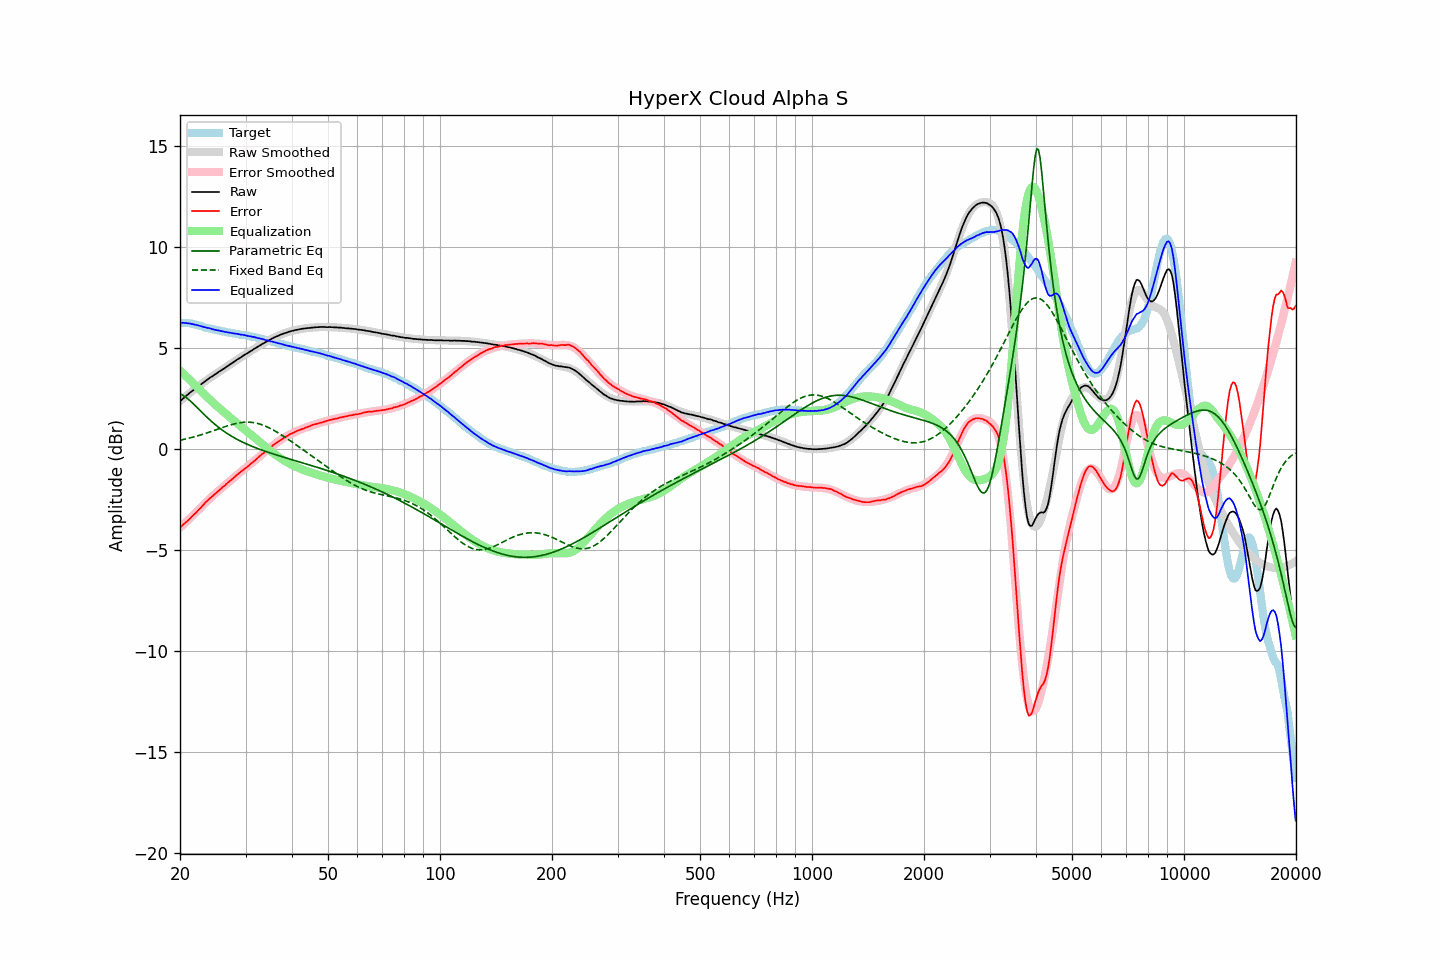 HyperX Cloud Alpha S
Target
Raw Smoothed
Error Smoothed
Raw
Error
Equalization
Parametric Eq
Fixed Band Eq
Equalized
Amplitude (dBr)
15
10
5
0
−5
−10
−15
−20
20
50
100
200
500
1000
2000
5000
10000
20000
Frequency (Hz)